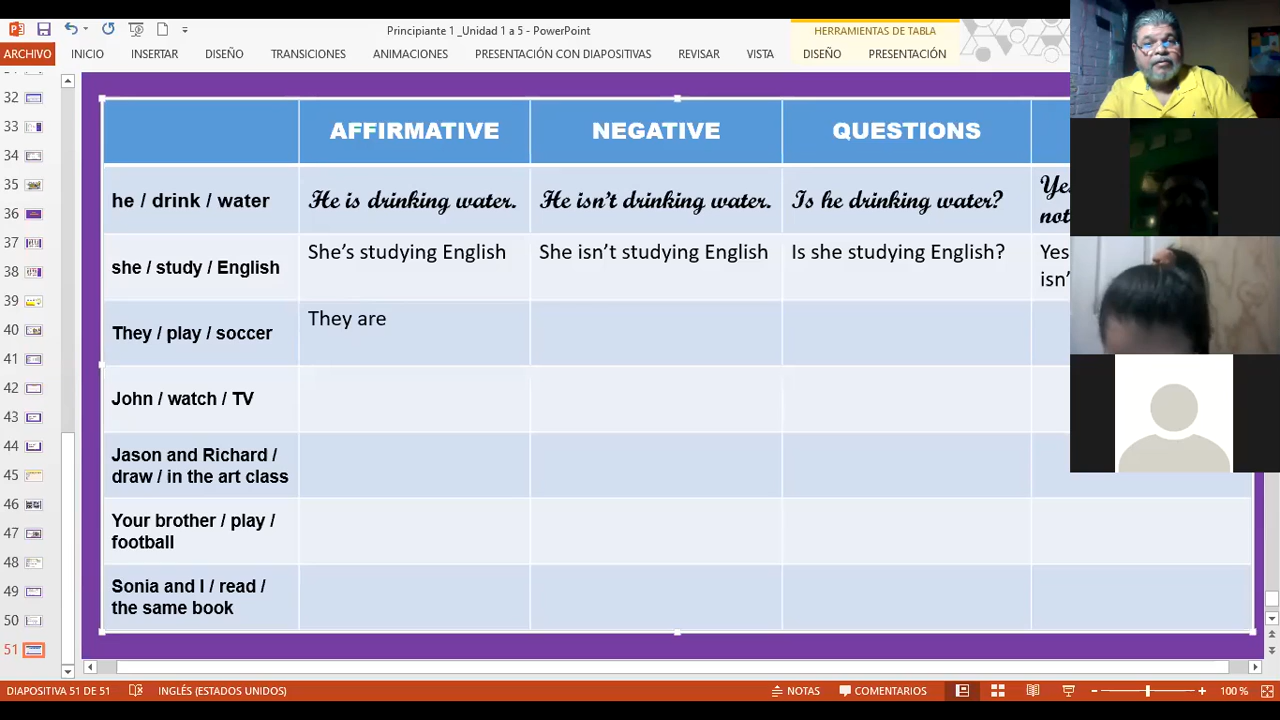 Principiante 1 _Unidad 1 a 5 - PowerPoint
HERRAMIENTAS DE TABLA
ARCHIVO INICIO INSERTAR DISEÑO TRANSICIONES ANIMACIONES PRESENTACIÓN CON DIAPOSITIVAS REVISAR VISTA DISEÑO PRESENTACIÓN
32
33
34
35
36
37
38
39
40
41
42
43
44
45
46
47
48
49
50
51
AFFIRMATIVE NEGATIVE QUESTIONS
he / drink / water He is drinking water. He isn't drinking water. Is he drinking water?
she / study / English She's studying English She isn't studying English Is she studying English? Yes
isn'
They / play / soccer They are
John / watch / TV
Jason and Richard /
draw / in the art class
Your brother / play /
football
Sonia and I / read /
the same book
DIAPOSITIVA 51 DE 51 INGLÉS (ESTADOS UNIDOS) NOTAS COMENTARIOS 100 %